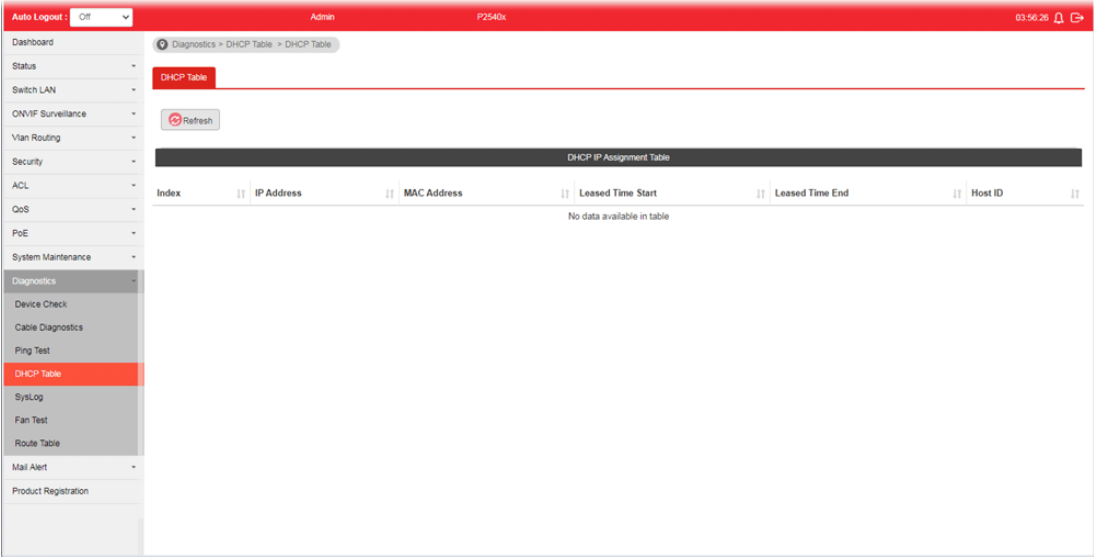 Auto Logout : Off Admin P2540x 03:56:26
Dashboard
Status
Switch LAN
ONVIF Surveillance
Vlan Routing
Security
ACL
QoS
PoE
System Maintenance
Diagnostics
Device Check
Cable Diagnostics
Ping Test
DHCP Table
SysLog
Fan Test
Route Table
Mail Alert
Product Registration
Diagnostics > DHCP Table > DHCP Table
DHCP Table
Refresh
DHCP IP Assignment Table
Index IP Address MAC Address Leased Time Start Leased Time End Host ID
No data available in table